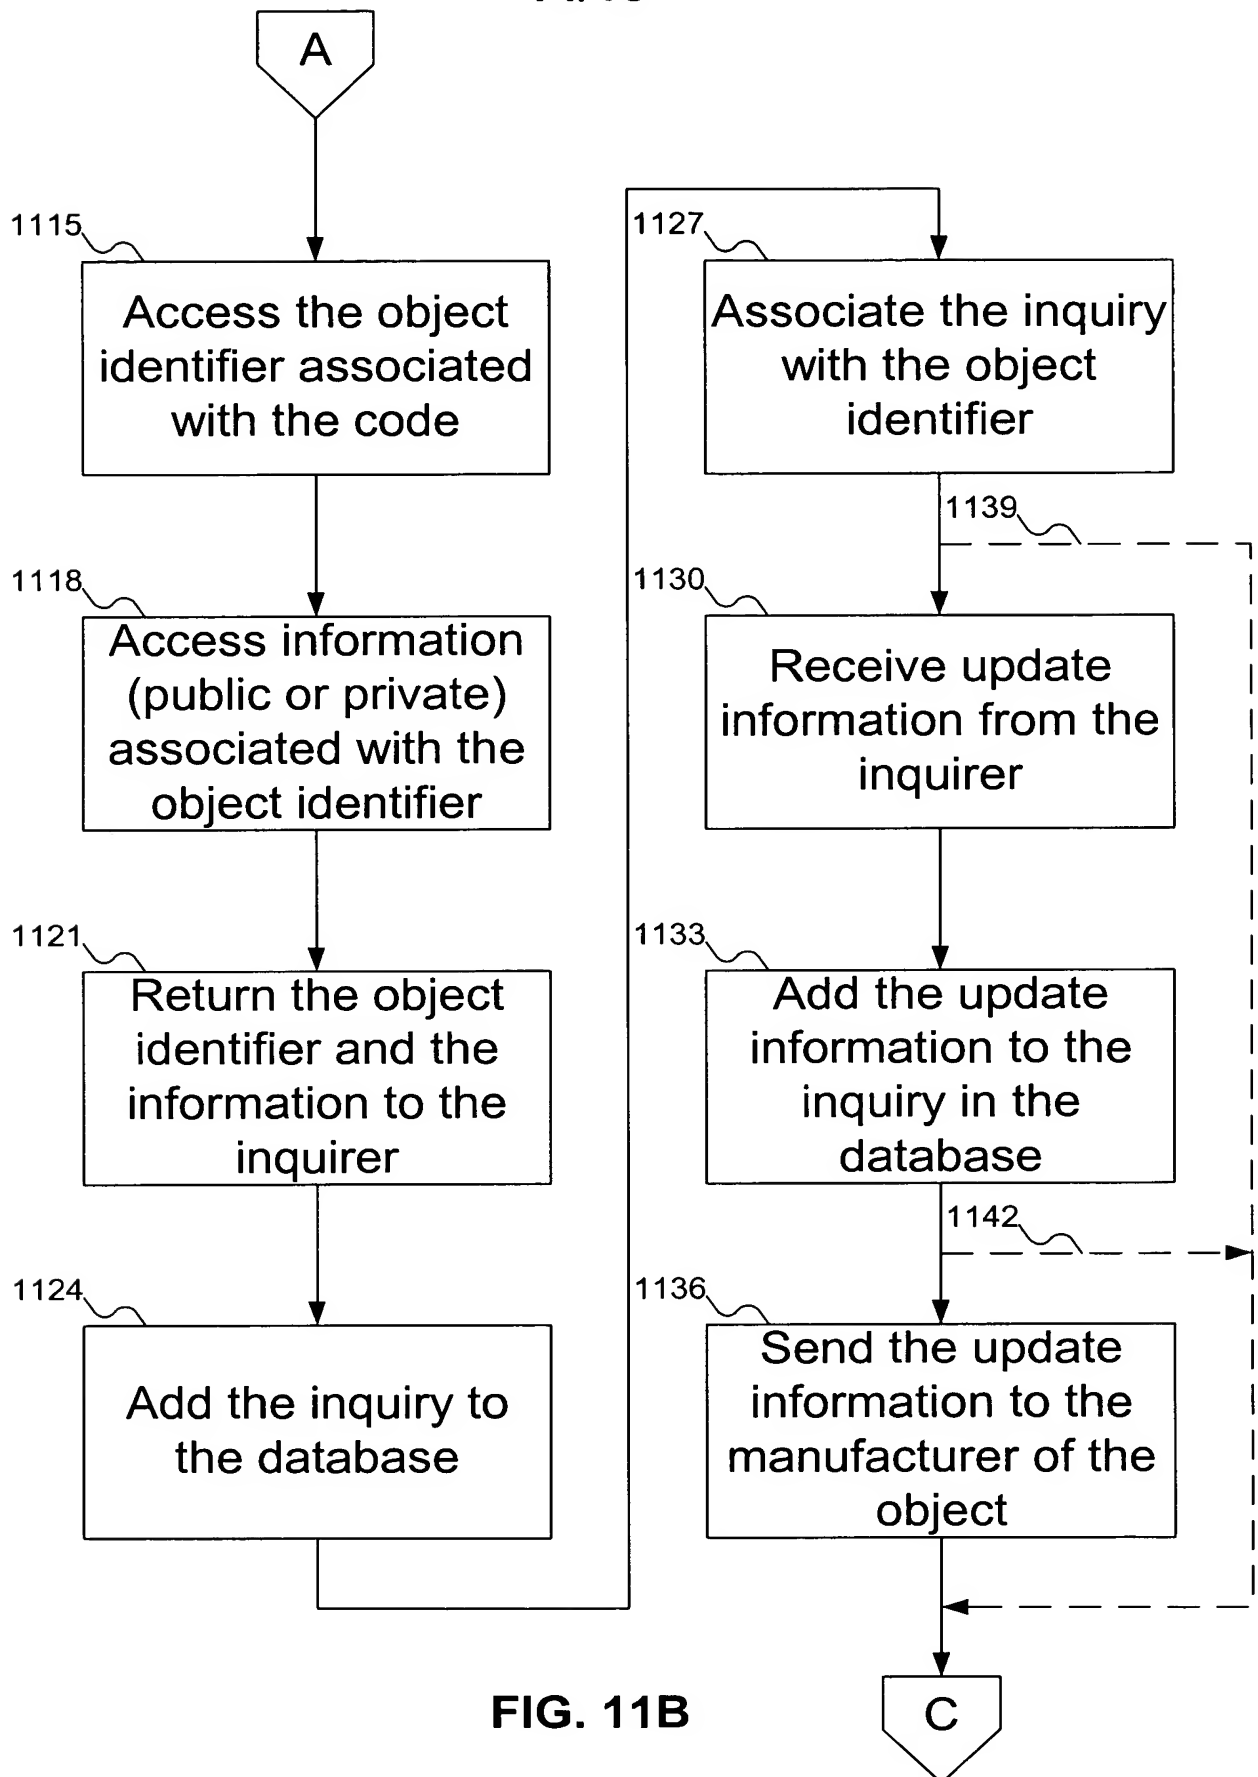 A
1115
Access the object
identifier associated
with the code
1118
Access information
(public or private)
associated with the
object identifier
1121
Return the object
identifier and the
information to the
inquirer
1124
Add the inquiry to
the database
1127
Associate the inquiry
with the object
identifier
1139
1130
Receive update
information from the
inquirer
1133
Add the update
information to the
inquiry in the
database
1142
1136
Send the update
information to the
manufacturer of the
object
C
FIG. 11B